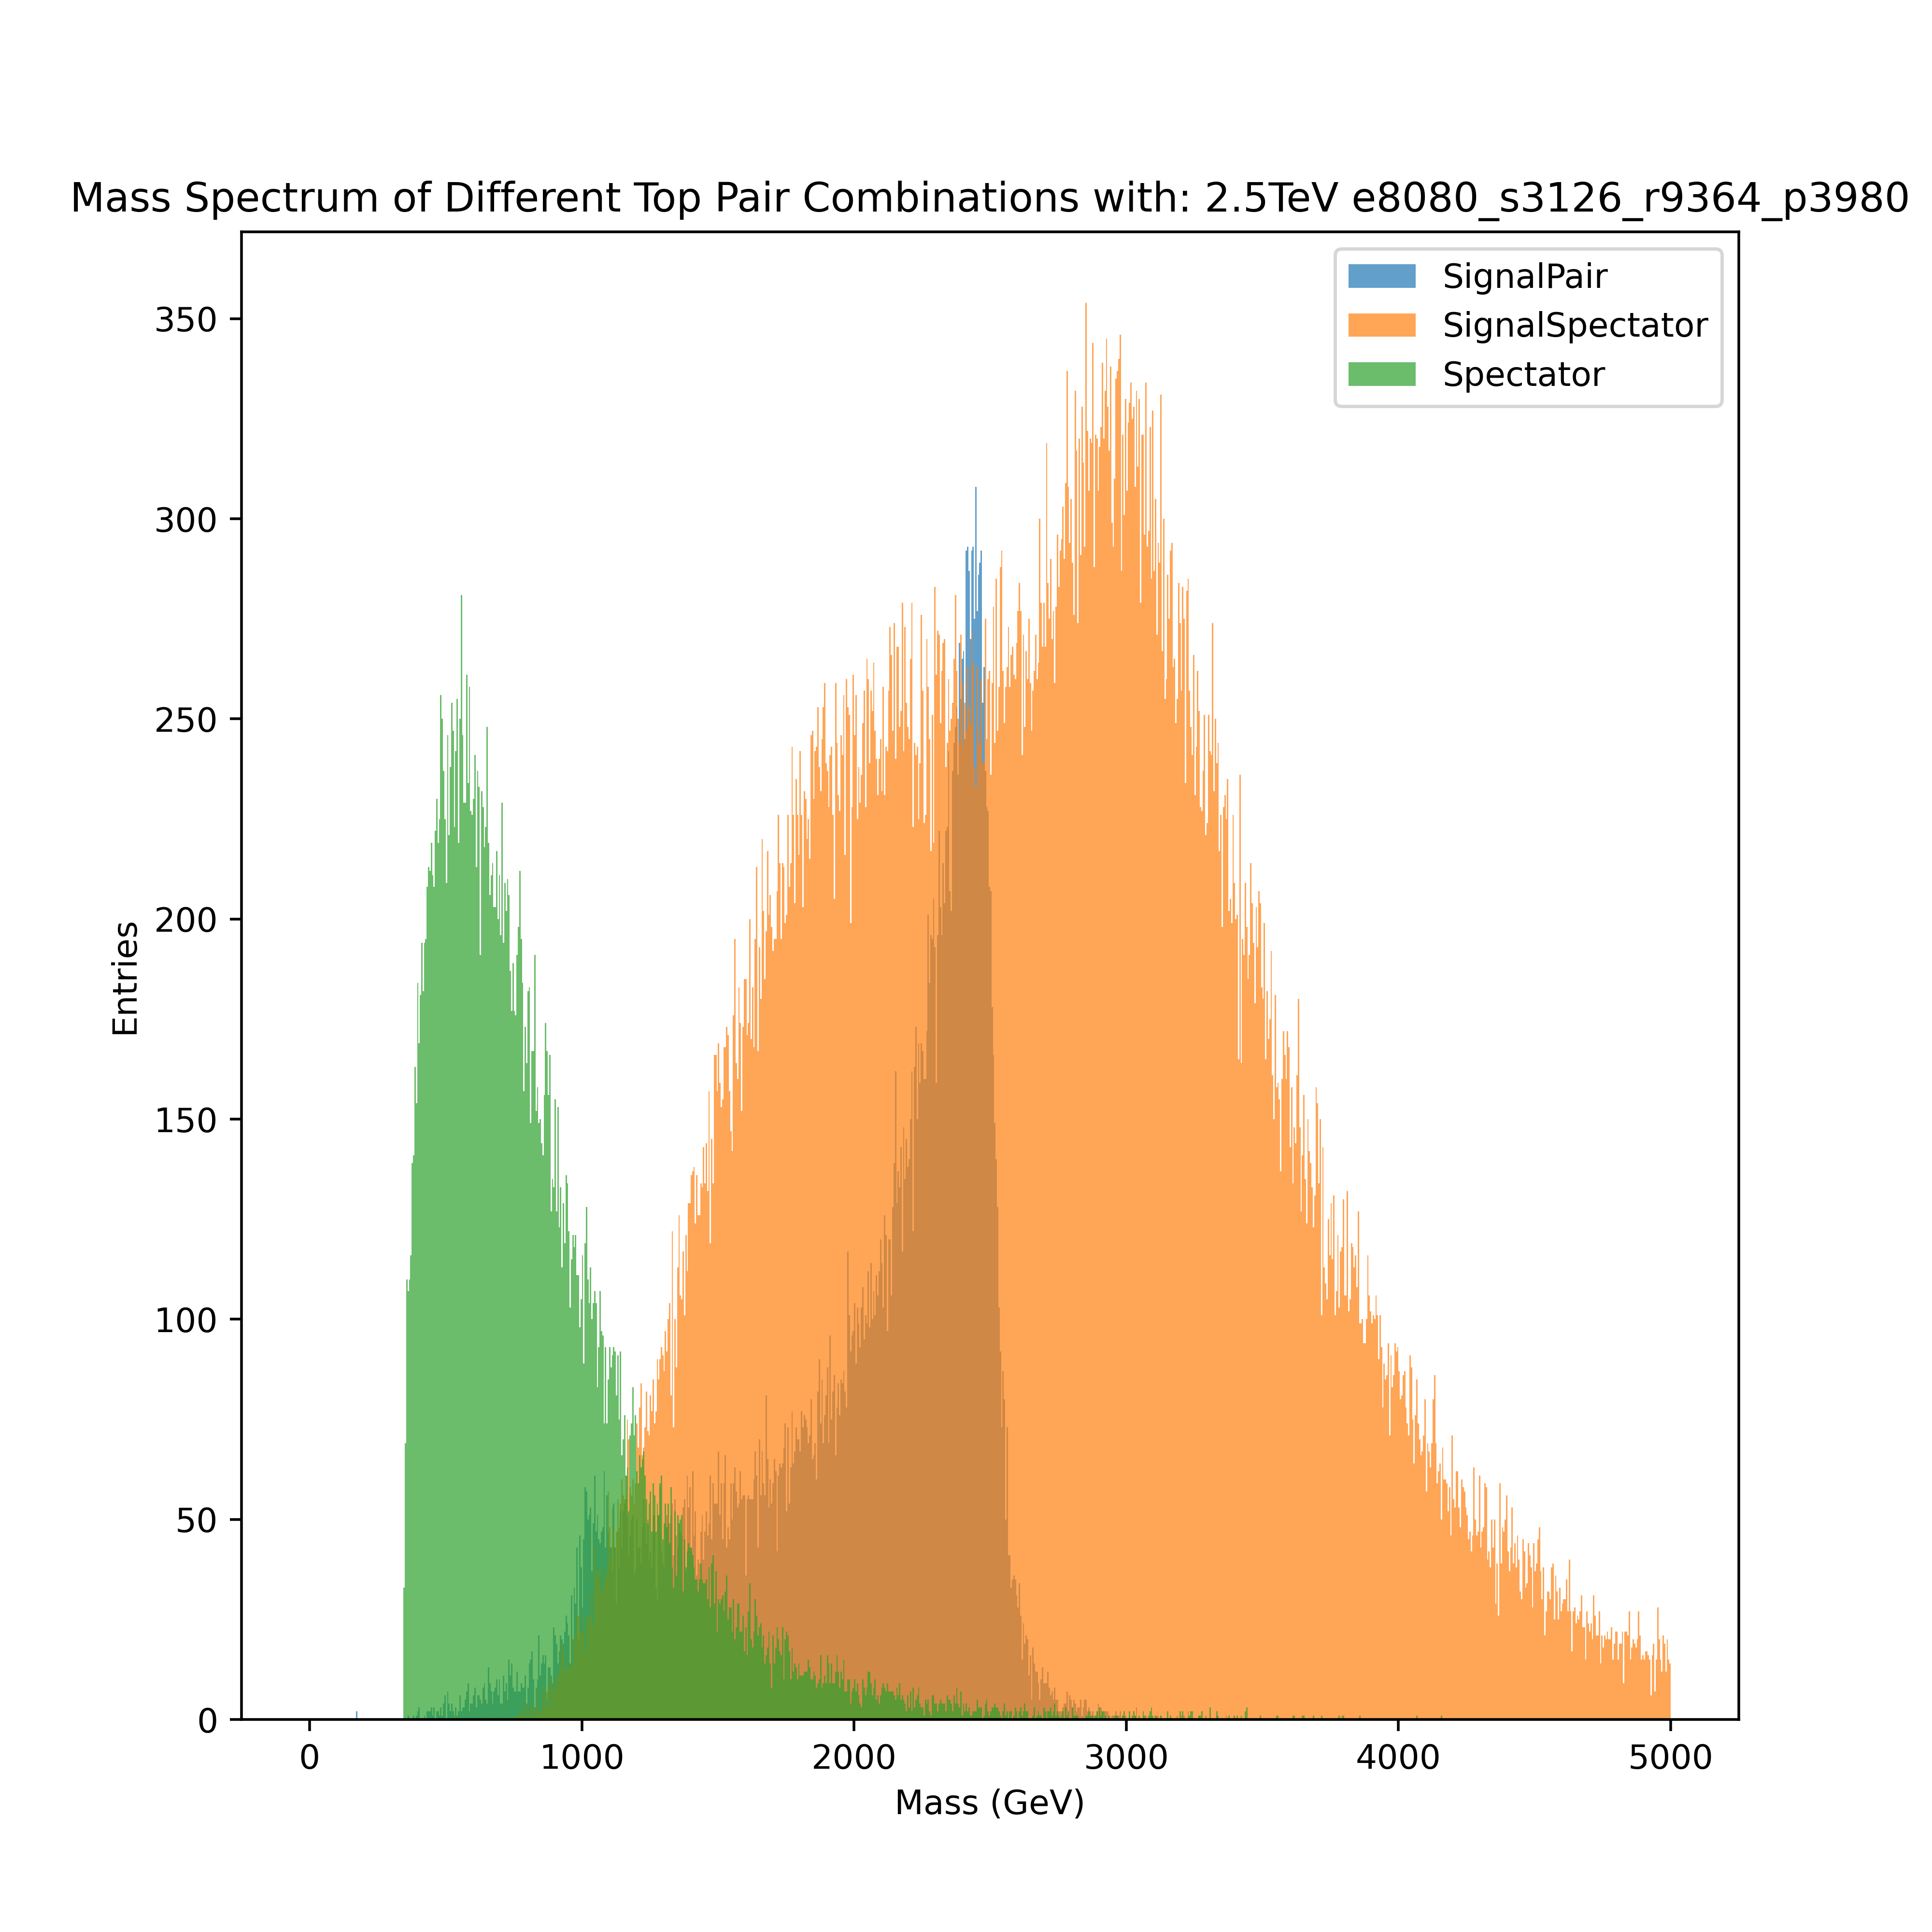 Mass Spectrum of Different Top Pair Combinations with: 2.5TeV e8080_s3126_r9364_p3980
SignalPair
SignalSpectator
Spectator
350
300
250
200
150
100
50
0
Entries
0 1000 2000 3000 4000 5000
Mass (GeV)